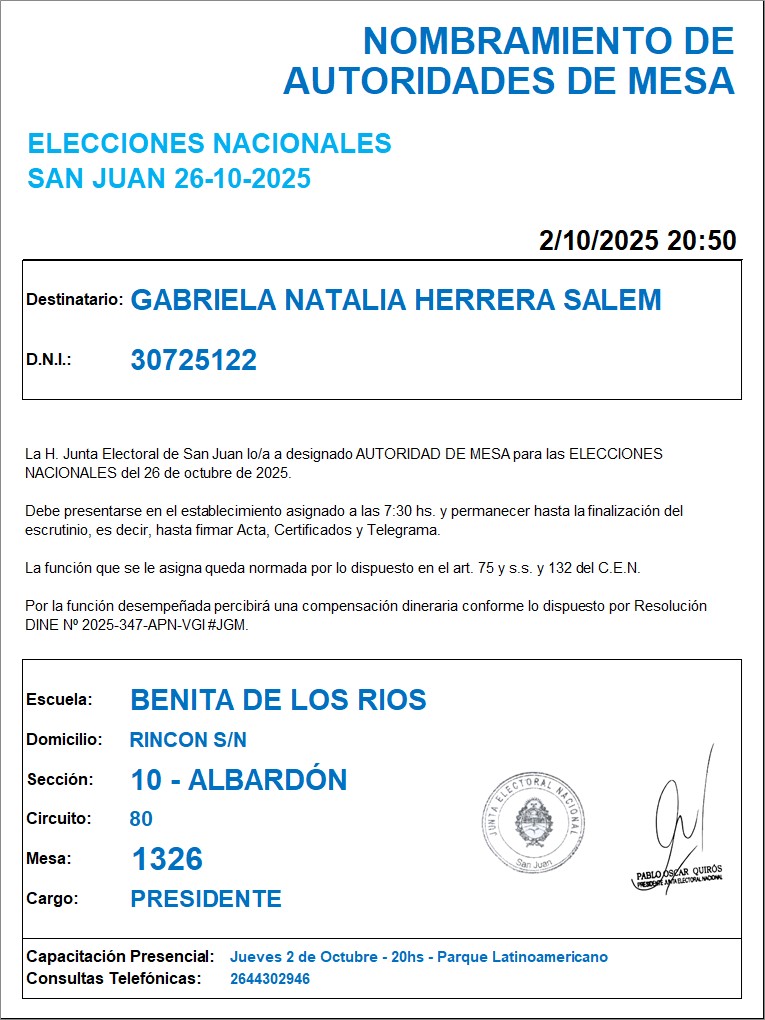 NOMBRAMIENTO DE
AUTORIDADES DE MESA
ELECCIONES NACIONALES
SAN JUAN 26-10-2025
2/10/2025 20:50
Destinatario: GABRIELA NATALIA HERRERA SALEM
D.N.I.: 30725122
La H. Junta Electoral de San Juan lo/a a designado AUTORIDAD DE MESA para las ELECCIONES
NACIONALES del 26 de octubre de 2025.
Debe presentarse en el establecimiento asignado a las 7:30 hs. y permanecer hasta la finalización del
escrutinio, es decir, hasta firmar Acta, Certificados y Telegrama.
La función que se le asigna queda normada por lo dispuesto en el art. 75 y s.s. y 132 del C.E.N.
Por la función desempeñada percibirá una compensación dineraria conforme lo dispuesto por Resolución
DINE Nº 2025-347-APN-VGI#JGM.
Escuela: BENITA DE LOS RIOS
Domicilio: RINCON S/N
Sección: 10 - ALBARDÓN
Circuito: 80
Mesa: 1326
Cargo: PRESIDENTE
JUNTA ELECTORAL NACIONAL
San Juan
PABLO OSCAR QUIRÓS
PRESIDENTE JUNTA ELECTORAL NACIONAL
Capacitación Presencial: Jueves 2 de Octubre - 20hs - Parque Latinoamericano
Consultas Telefónicas: 2644302946